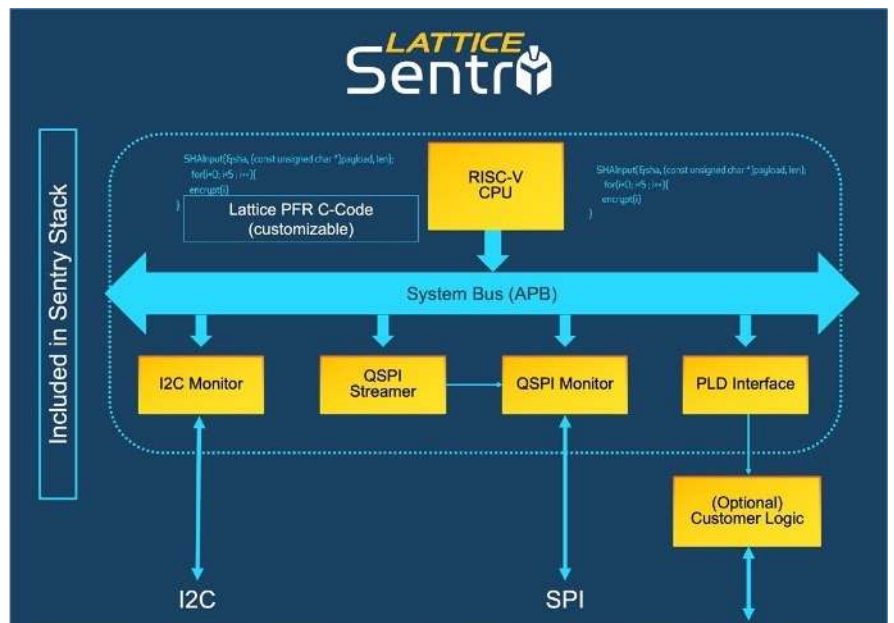 LATTICE
Sentry
Included in Sentry Stack
SHAInput(&sha, (const unsigned char *)payload, len);
for(i=0; i<5 ; i++){
encrypt(i)
}
Lattice PFR C-Code
(customizable)
RISC-V
CPU
SHAInput(&sha, (const unsigned char *)payload, len);
for(i=0; i<5 ; i++){
encrypt(i)
}
System Bus (APB)
I2C Monitor
QSPI
Streamer
QSPI Monitor
PLD Interface
(Optional)
Customer Logic
I2C
SPI